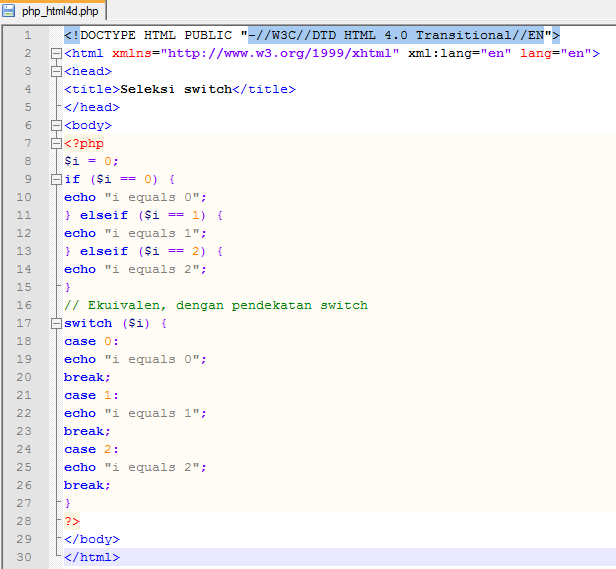 php_html4d.php
1 <!DOCTYPE HTML PUBLIC "-//W3C//DTD HTML 4.0 Transitional//EN">
2 <html xmlns="http://www.w3.org/1999/xhtml" xml:lang="en" lang="en">
3 <head>
4 <title>Seleksi switch</title>
5 </head>
6 <body>
7 <?php
8 $i = 0;
9 if ($i == 0) {
10 echo "i equals 0";
11 } elseif ($i == 1) {
12 echo "i equals 1";
13 } elseif ($i == 2) {
14 echo "i equals 2";
15 }
16 // Ekuivalen, dengan pendekatan switch
17 switch ($i) {
18 case 0:
19 echo "i equals 0";
20 break;
21 case 1:
22 echo "i equals 1";
23 break;
24 case 2:
25 echo "i equals 2";
26 break;
27 }
28 ?>
29 </body>
30 </html>